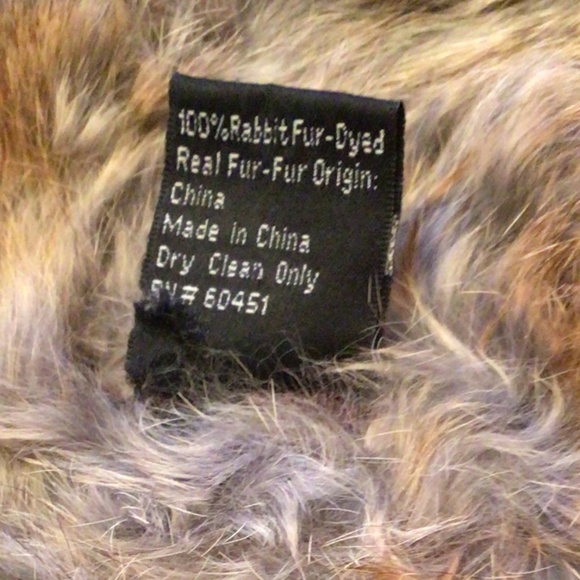 100%Rabbit Fur-Dyed
Real Fur-Fur Origin:
China
Made in China
Dry Clean Only
RN# 60451